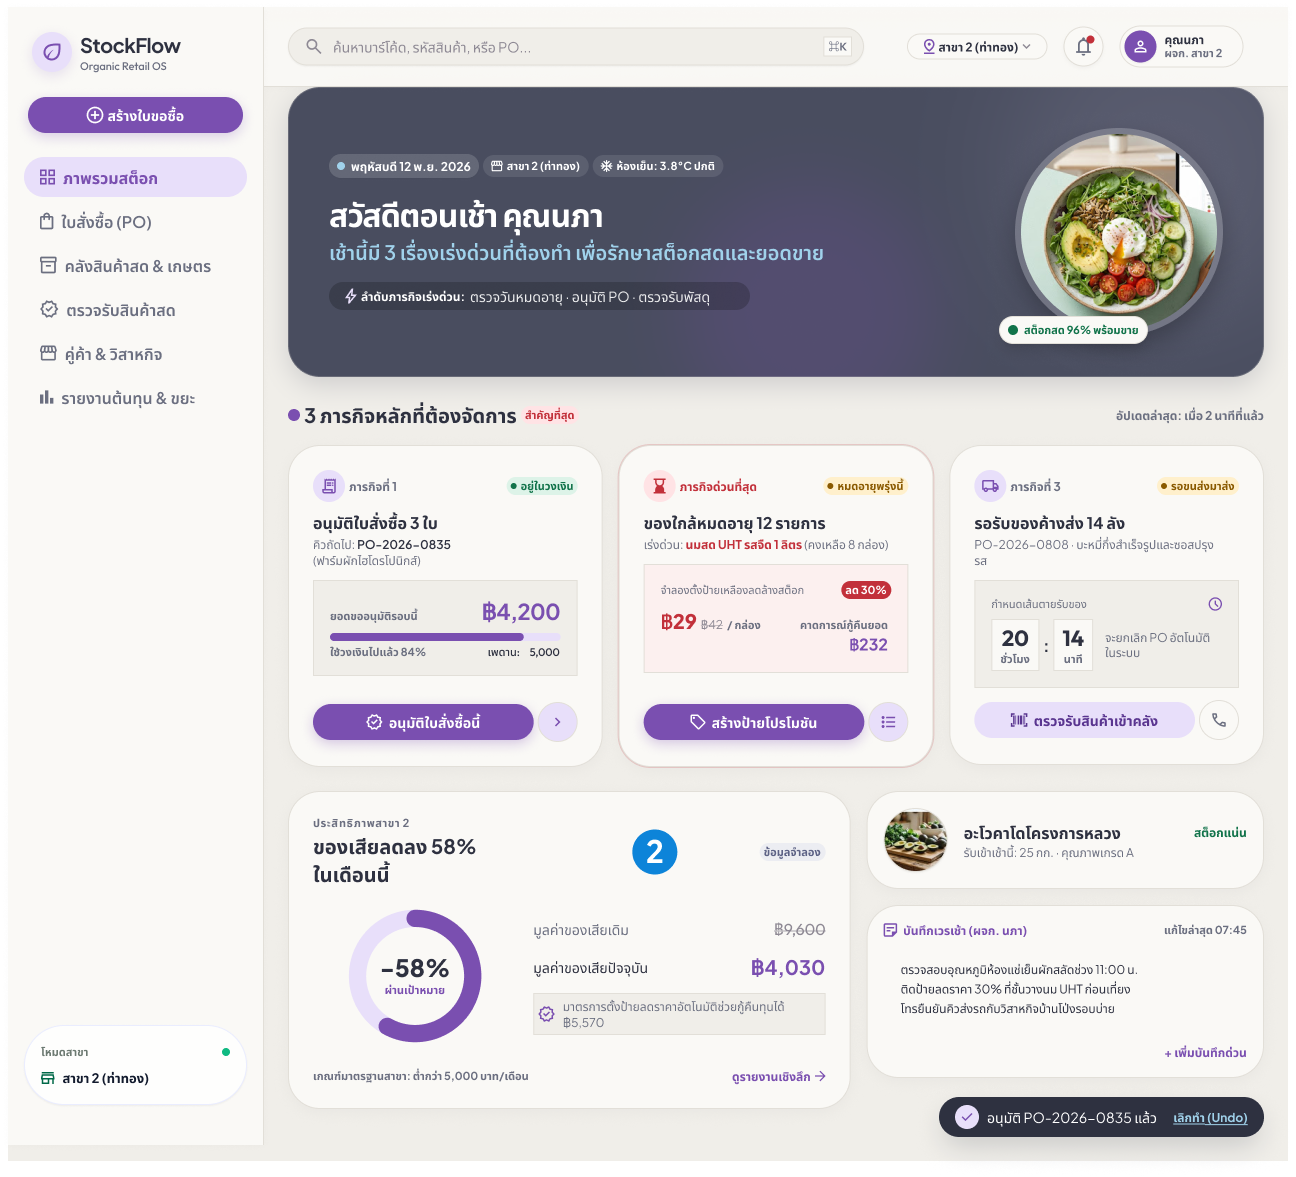 StockFlow
Organic Retail OS
สร้างใบขอซื้อ
ภาพรวมสต็อก
ใบสั่งซื้อ (PO)
คลังสินค้าสด & เกษตร
ตรวจรับสินค้าสด
คู่ค้า & วิสาหกิจ
รายงานต้นทุน & ขยะ
โหมดสาขา
สาขา 2 (ท่าทอง)
ค้นหาบาร์โค้ด, รหัสสินค้า, หรือ PO...
⌘K
สาขา 2 (ท่าทอง)
คุณนภา
ผจก. สาขา 2
พฤหัสบดี 12 พ.ย. 2026
สาขา 2 (ท่าทอง)
ห้องเย็น: 3.8°C ปกติ
สวัสดีตอนเช้า คุณนภา
เช้านี้มี 3 เรื่องเร่งด่วนที่ต้องทำ เพื่อรักษาสต็อกสดและยอดขาย
ลำดับภารกิจเร่งด่วน: ตรวจวันหมดอายุ · อนุมัติ PO · ตรวจรับพัสดุ
สต็อกสด 96% พร้อมขาย
3 ภารกิจหลักที่ต้องจัดการ
สำคัญที่สุด
อัปเดตล่าสุด: เมื่อ 2 นาทีที่แล้ว
ภารกิจที่ 1
อยู่ในวงเงิน
อนุมัติใบสั่งซื้อ 3 ใบ
คิวถัดไป: PO-2026-0835
(ฟาร์มผักไฮโดรโปนิกส์)
ยอดขออนุมัติรอบนี้
฿4,200
ใช้วงเงินไปแล้ว 84%
เพดาน: 5,000
อนุมัติใบสั่งซื้อนี้
ภารกิจด่วนที่สุด
หมดอายุพรุ่งนี้
ของใกล้หมดอายุ 12 รายการ
เร่งด่วน: นมสด UHT รสจืด 1 ลิตร (คงเหลือ 8 กล่อง)
จำลองตั้งป้ายเหลืองลดล้างสต็อก
ลด 30%
฿29 ฿42 / กล่อง
คาดการณ์กู้คืนยอด
฿232
สร้างป้ายโปรโมชัน
ภารกิจที่ 3
รอขนส่งมาส่ง
รอรับของค้างส่ง 14 ลัง
PO-2026-0808 · บะหมี่กึ่งสำเร็จรูปและซอสปรุง
รส
กำหนดเส้นตายรับของ
20 : 14
ชั่วโมง
นาที
จะยกเลิก PO อัตโนมัติ
ในระบบ
ตรวจรับสินค้าเข้าคลัง
ประสิทธิภาพสาขา 2
ของเสียลดลง 58%
ในเดือนนี้
2
ข้อมูลจำลอง
-58%
ผ่านเป้าหมาย
มูลค่าของเสียเดิม
฿9,600
มูลค่าของเสียปัจจุบัน
฿4,030
มาตรการตั้งป้ายลดราคาอัตโนมัติช่วยกู้คืนทุนได้
฿5,570
เกณฑ์มาตรฐานสาขา: ต่ำกว่า 5,000 บาท/เดือน
ดูรายงานเชิงลึก
อะโวคาโดโครงการหลวง
รับเข้าเช้านี้: 25 กก. · คุณภาพเกรด A
สต็อกแน่น
บันทึกเวรเช้า (ผจก. นภา)
แก้ไขล่าสุด 07:45
ตรวจสอบอุณหภูมิห้องแช่เย็นผักสลัดช่วง 11:00 น.
ติดป้ายลดราคา 30% ที่ชั้นวางนม UHT ก่อนเที่ยง
โทรยืนยันคิวส่งรถกับวิสาหกิจบ้านโป่งรอบบ่าย
+ เพิ่มบันทึกด่วน
อนุมัติ PO-2026-0835 แล้ว
เลิกทำ (Undo)